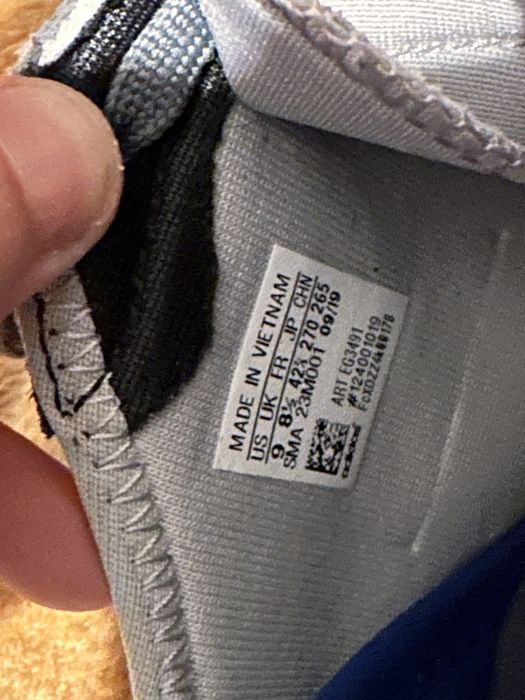 MADE IN VIETNAM
US UK FR JP CHN
9 8½ 42⅔ 270 265
SMA 23M001 09/19
ART EG3491
#124001019
adidas